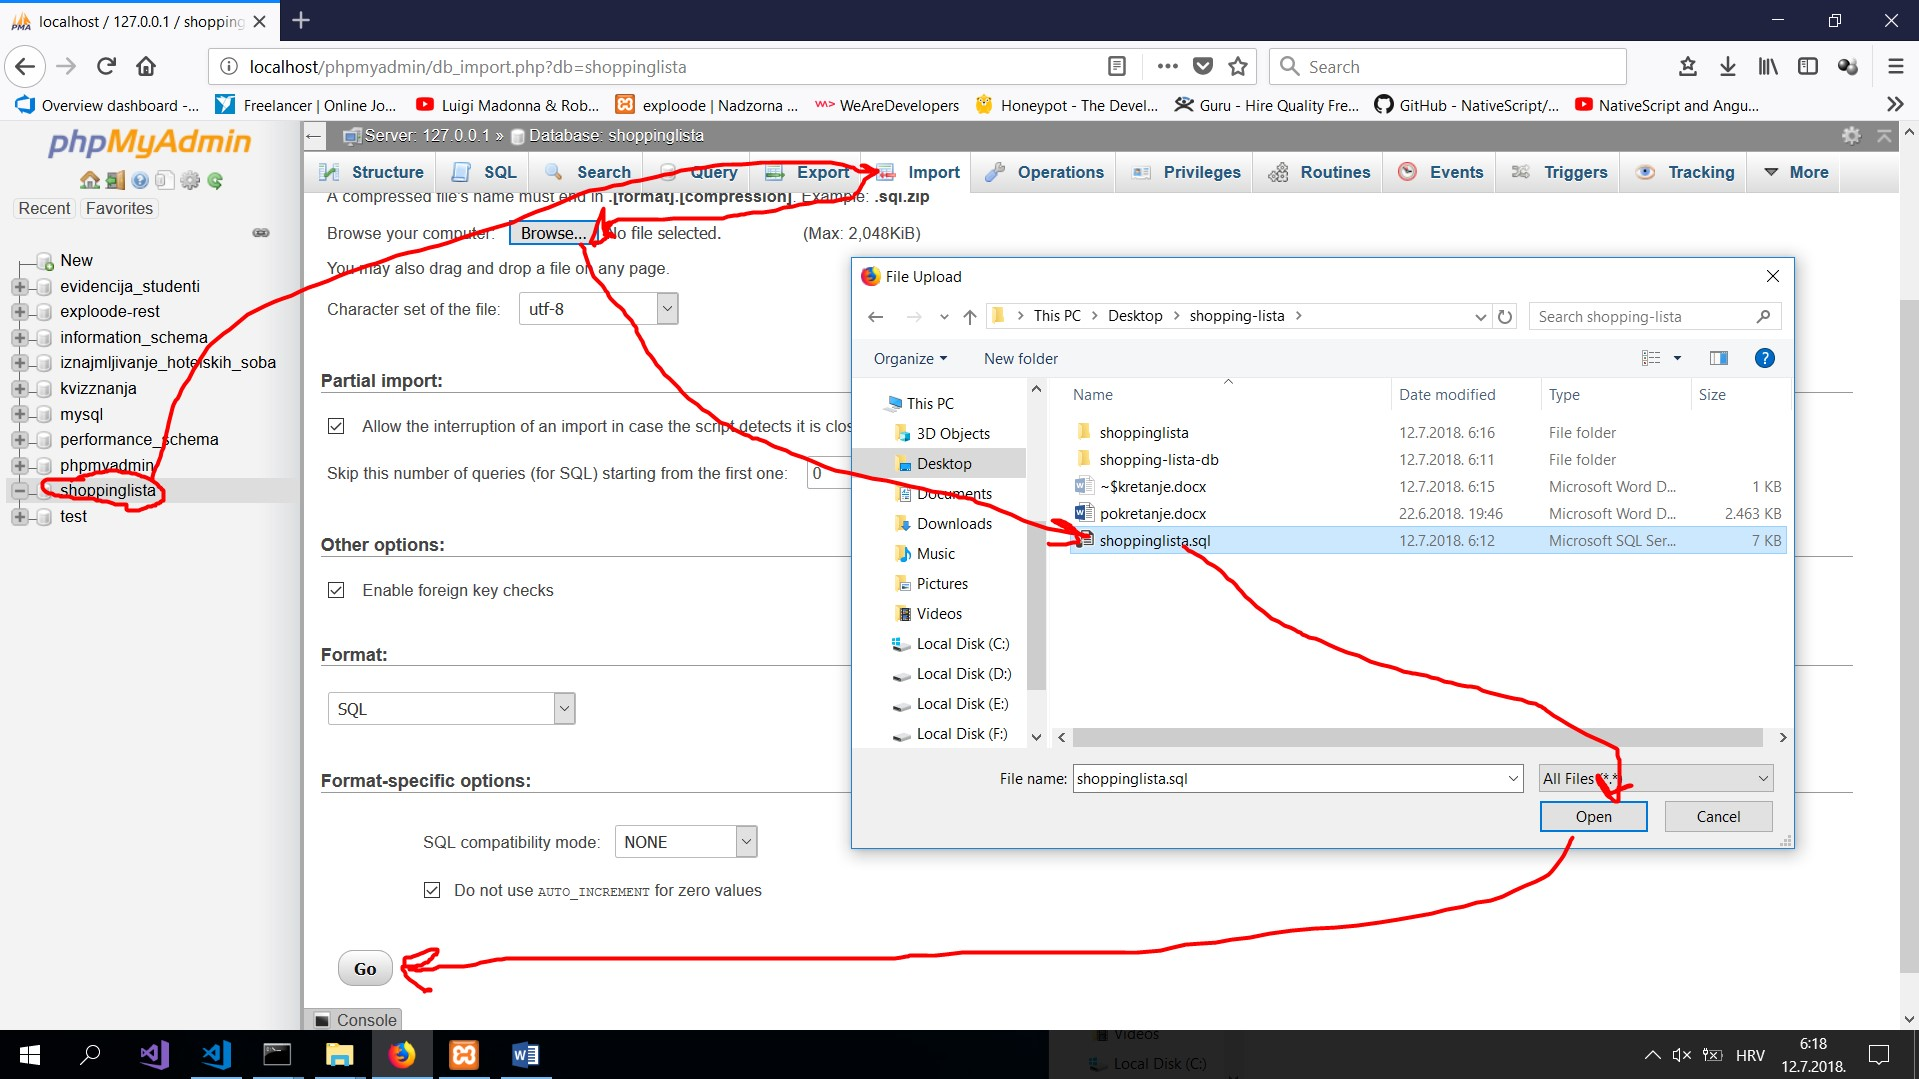 localhost / 127.0.0.1 / shopping
localhost/phpmyadmin/db_import.php?db=shoppinglista
Search
Overview dashboard -... Freelancer | Online Jo... Luigi Madonna & Rob... exploode | Nadzorna ... WeAreDevelopers Honeypot - The Devel... Guru - Hire Quality Fre... GitHub - NativeScript/... NativeScript and Angu...
phpMyAdmin
Recent Favorites
New
evidencija_studenti
exploode-rest
information_schema
iznajmljivanje_hotelskih_soba
kvizznanja
mysql
performance_schema
phpmyadmin
shoppinglista
test
Server: 127.0.0.1 » Database: shoppinglista
Structure SQL Search Query Export Import Operations Privileges Routines Events Triggers Tracking More
A compressed file's name must end in .[format].[compression]. Example: .sql.zip
Browse your computer: Browse... No file selected. (Max: 2,048KiB)
You may also drag and drop a file on any page.
Character set of the file: utf-8
Partial import:
Allow the interruption of an import in case the script detects it is clos
Skip this number of queries (for SQL) starting from the first one: 0
Other options:
Enable foreign key checks
Format:
SQL
Format-specific options:
SQL compatibility mode: NONE
Do not use AUTO_INCREMENT for zero values
Go
Console
File Upload
This PC > Desktop > shopping-lista >
Search shopping-lista
Organize New folder
This PC
3D Objects
Desktop
Documents
Downloads
Music
Pictures
Videos
Local Disk (C:)
Local Disk (D:)
Local Disk (E:)
Local Disk (F:)
Name Date modified Type Size
shoppinglista 12.7.2018. 6:16 File folder
shopping-lista-db 12.7.2018. 6:11 File folder
~$kretanje.docx 12.7.2018. 6:15 Microsoft Word D... 1 KB
pokretanje.docx 22.6.2018. 19:46 Microsoft Word D... 2.463 KB
shoppinglista.sql 12.7.2018. 6:12 Microsoft SQL Ser... 7 KB
File name: shoppinglista.sql All Files (*.*)
Open Cancel
Videos
Local Disk (C:)
HRV
6:18
12.7.2018.